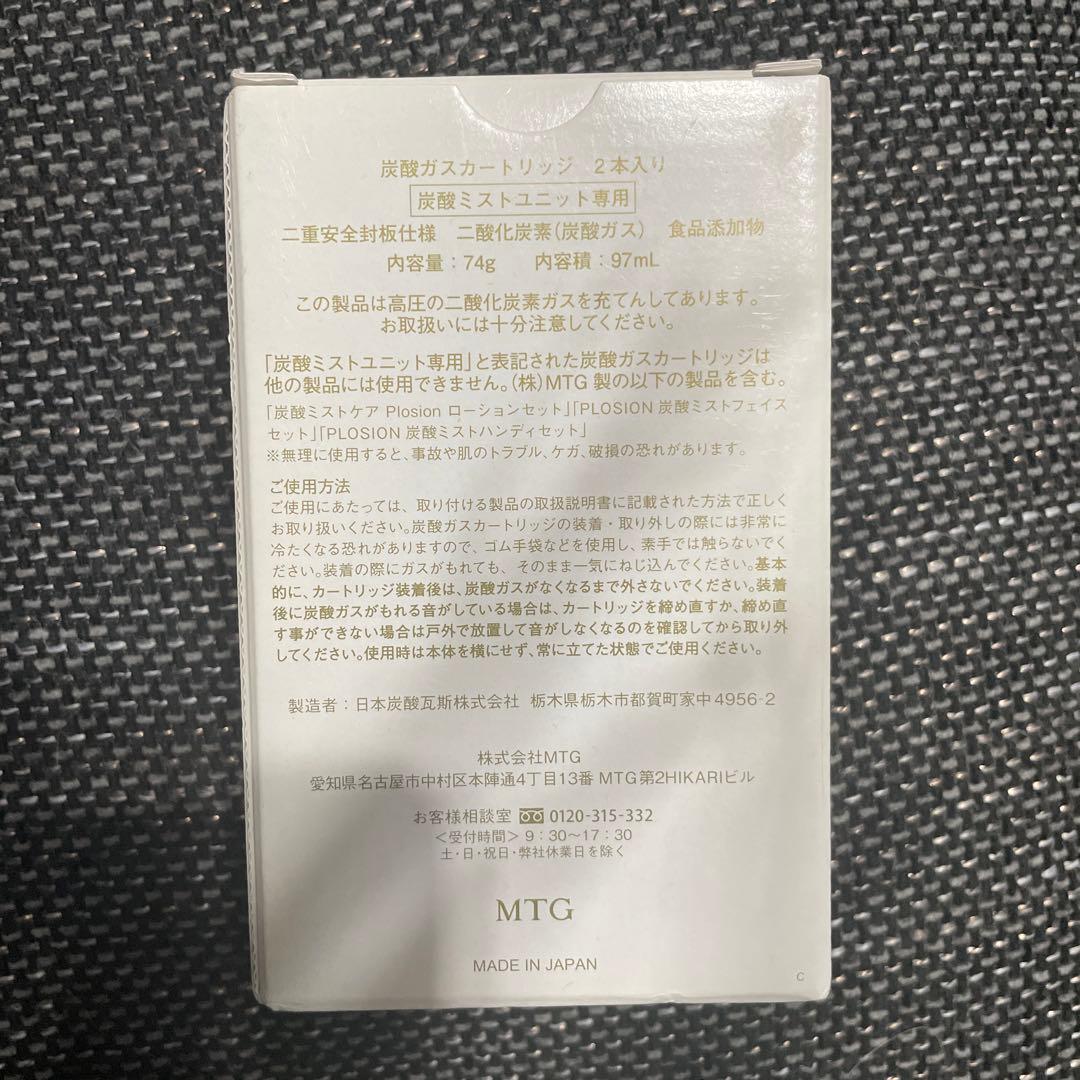 炭酸ガスカートリッジ 2本入り
炭酸ミストユニット専用
二重安全封板仕様 二酸化炭素(炭酸ガス) 食品添加物
内容量:74g 内容積:97mL
この製品は高圧の二酸化炭素ガスを充てんしてあります。
お取扱いには十分注意してください。
「炭酸ミストユニット専用」と表記された炭酸ガスカートリッジは
他の製品には使用できません。(株)MTG 製の以下の製品を含む。
「炭酸ミストケア Plosion ローションセット」「PLOSION 炭酸ミストフェイス
セット」「PLOSION 炭酸ミストハンディセット」
※無理に使用すると、事故や肌のトラブル、ケガ、破損の恐れがあります。
ご使用方法
ご使用にあたっては、取り付ける製品の取扱説明書に記載された方法で正しく
お取り扱いください。炭酸ガスカートリッジの装着・取り外しの際には非常に
冷たくなる恐れがありますので、ゴム手袋などを使用し、素手では触らないでく
ださい。装着の際にガスがもれても、そのまま一気にねじ込んでください。基本
的に、カートリッジ装着後は、炭酸ガスがなくなるまで外さないでください。装着
後に炭酸ガスがもれる音がしている場合は、カートリッジを締め直すか、締め直
す事ができない場合は戸外で放置して音がしなくなるのを確認してから取り外
してください。使用時は本体を横にせず、常に立てた状態でご使用ください。
製造者:日本炭酸瓦斯株式会社 栃木県栃木市都賀町家中4956-2
株式会社MTG
愛知県名古屋市中村区本陣通4丁目13番 MTG第2HIKARIビル
お客様相談室 0120-315-332
<受付時間> 9:30~17:30
土・日・祝日・弊社休業日を除く
MTG
MADE IN JAPAN
C